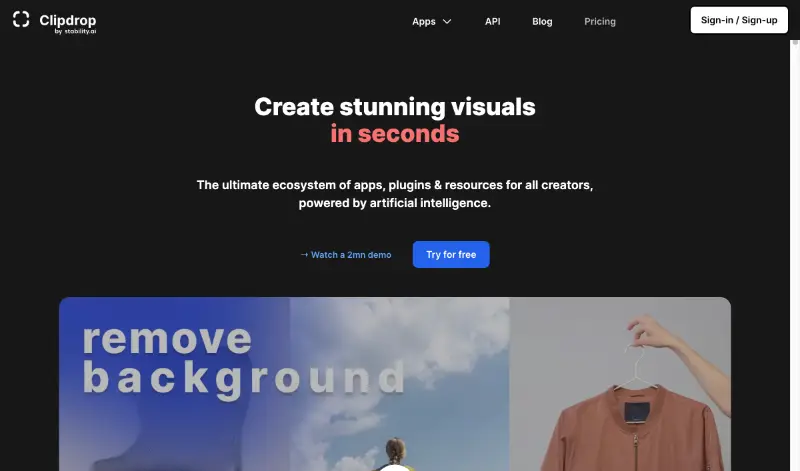 Clipdrop
by stability.ai
Apps
API
Blog
Pricing
Sign-in / Sign-up
Create stunning visuals
in seconds
The ultimate ecosystem of apps, plugins & resources for all creators,
powered by artificial intelligence.
→ Watch a 2mn demo
Try for free
remove
background